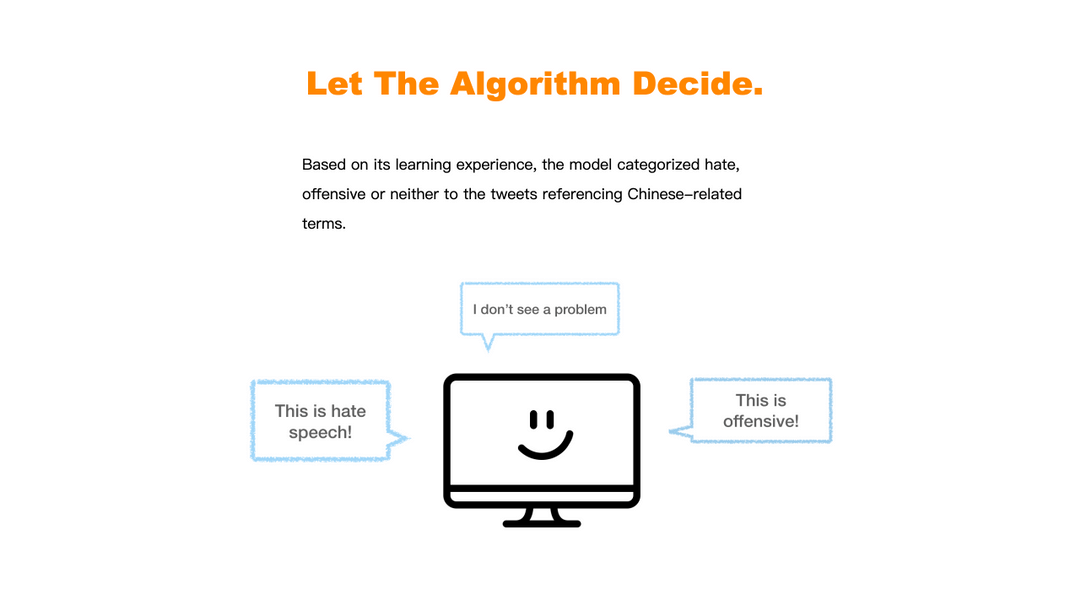 Let The Algorithm Decide.
Based on its learning experience, the model categorized hate,
offensive or neither to the tweets referencing Chinese-related
terms.
I don't see a problem
This is hate
speech!
This is
offensive!